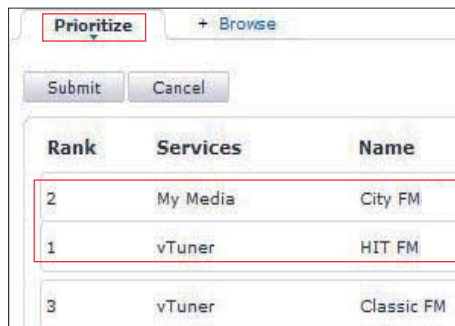 Prioritize + Browse
Submit Cancel
Rank Services Name
2 My Media City FM
1 vTuner HIT FM
3 vTuner Classic FM